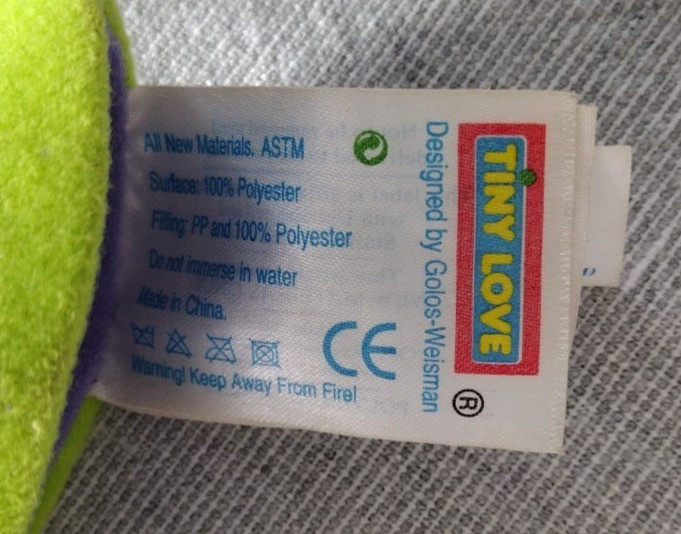 All New Materials. ASTM
Surface: 100% Polyester
Filling: PP and 100% Polyester
Do not immerse in water
Made in China.
CE
Warning! Keep Away From Fire!
Designed by Golos-Weisman
TINY LOVE
®